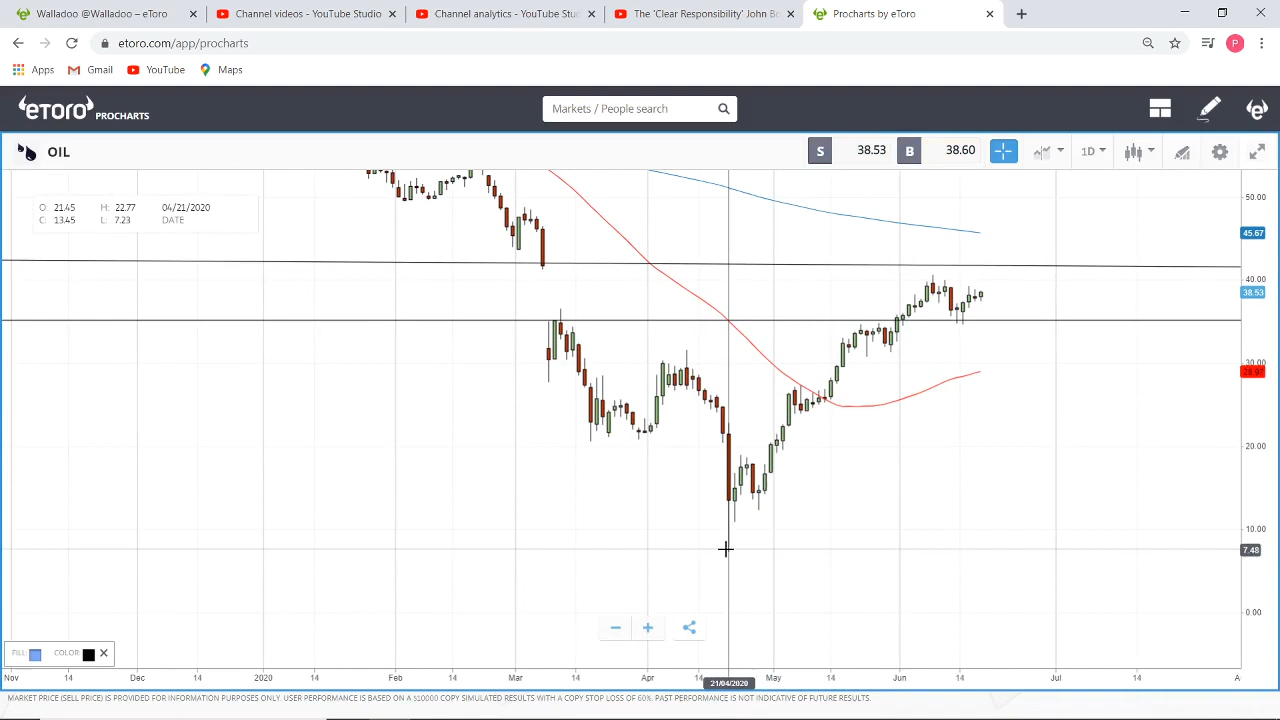 Walladoo @Walladoo – eToro
Channel videos - YouTube Studio
Channel analytics - YouTube Stud
The 'Clear Responsibility' John Bo
Procharts by eToro
etoro.com/app/procharts
P
Apps
Gmail
YouTube
Maps
eToro PROCHARTS
Markets / People search
OIL
S 38.53 B 38.60
1D
O: 21.45 H: 22.77 04/21/2020
C: 13.45 L: 7.23 DATE
50.00
45.67
40.00
38.53
30.00
28.97
20.00
10.00
7.48
0.00
FILL: COLOR:
Nov 14 Dec 14 2020 14 Feb 14 Mar 14 Apr 14 21/04/2020 May 14 Jun 14 Jul 14 A
MARKET PRICE (SELL PRICE) IS PROVIDED FOR INFORMATION PURPOSES ONLY. USER PERFORMANCE IS BASED ON A $10000 COPY SIMULATED RESULTS WITH A COPY STOP LOSS OF 60%. PAST PERFORMANCE IS NOT INDICATIVE OF FUTURE RESULTS.